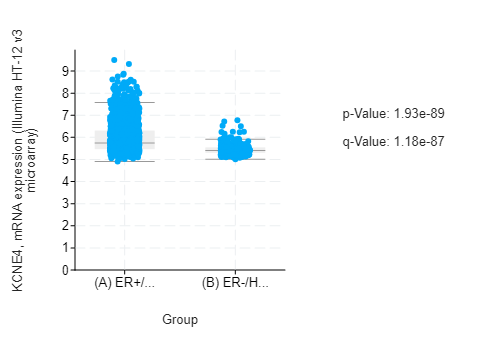 KCNE4, mRNA expression (Illumina HT-12 v3
microarray)
9
8
7
6
5
4
3
2
1
0
(A) ER+/...
(B) ER-/H...
Group
p-Value: 1.93e-89
q-Value: 1.18e-87